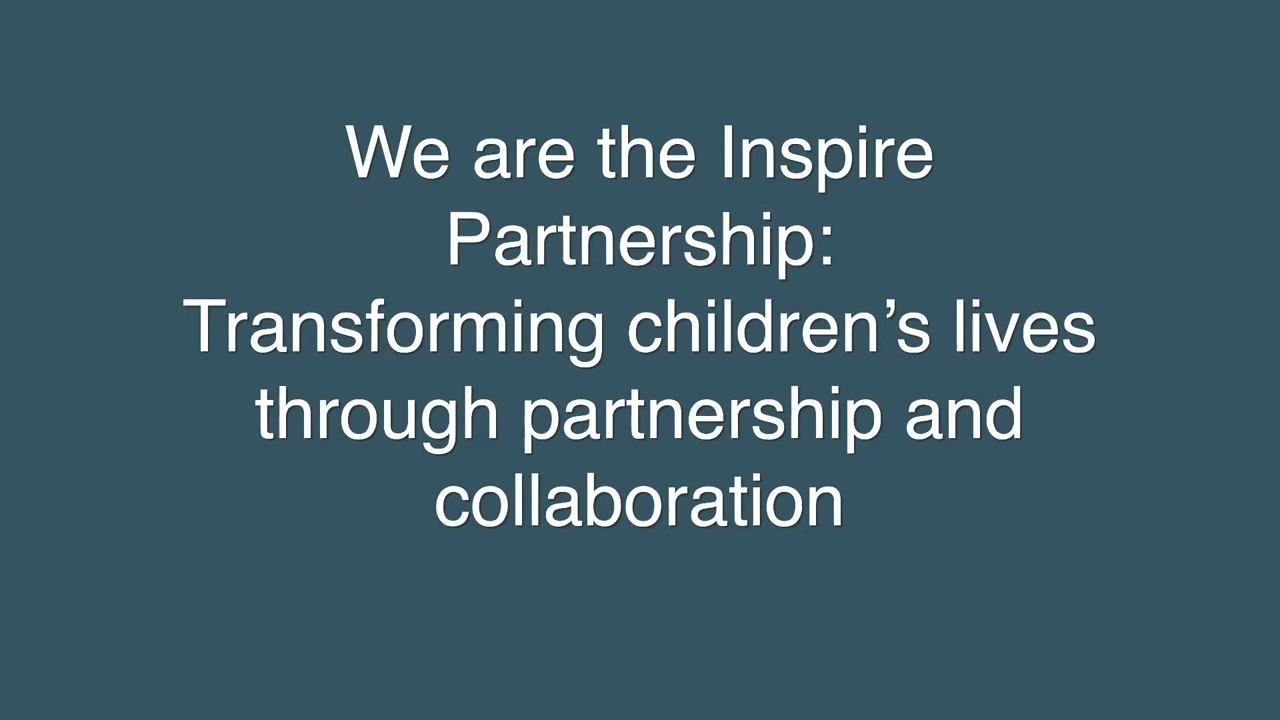 We are the Inspire
Partnership:
Transforming children’s lives
through partnership and
collaboration